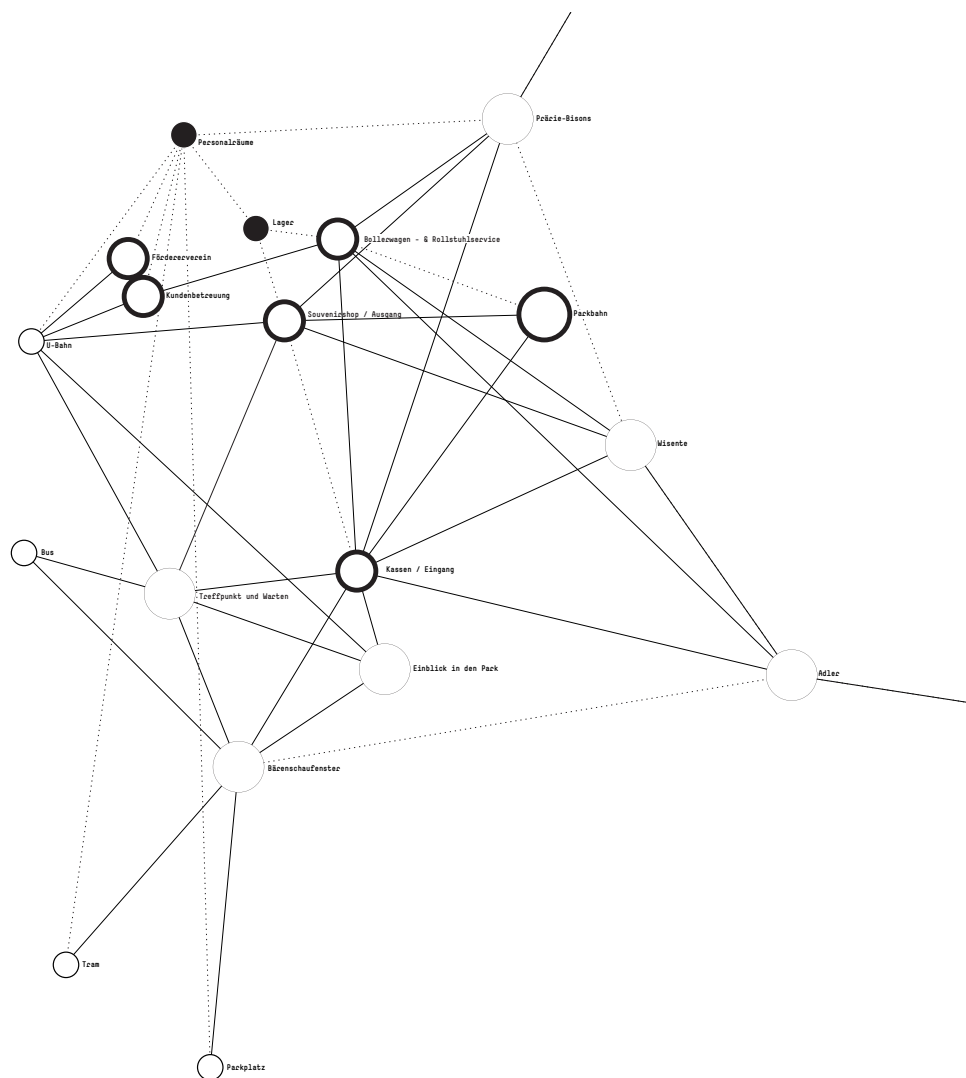 Prärie-Bisons
Personalräume
Lager
Bollerwagen - & Rollstuhlservice
Fördererverein
Kundenbetreuung
Souvenirshop / Ausgang
Parkbahn
U-Bahn
Wisente
Bus
Kassen / Eingang
Treffpunkt und Warten
Einblick in den Park
Adler
Bärenschaufenster
Tram
Parkplatz